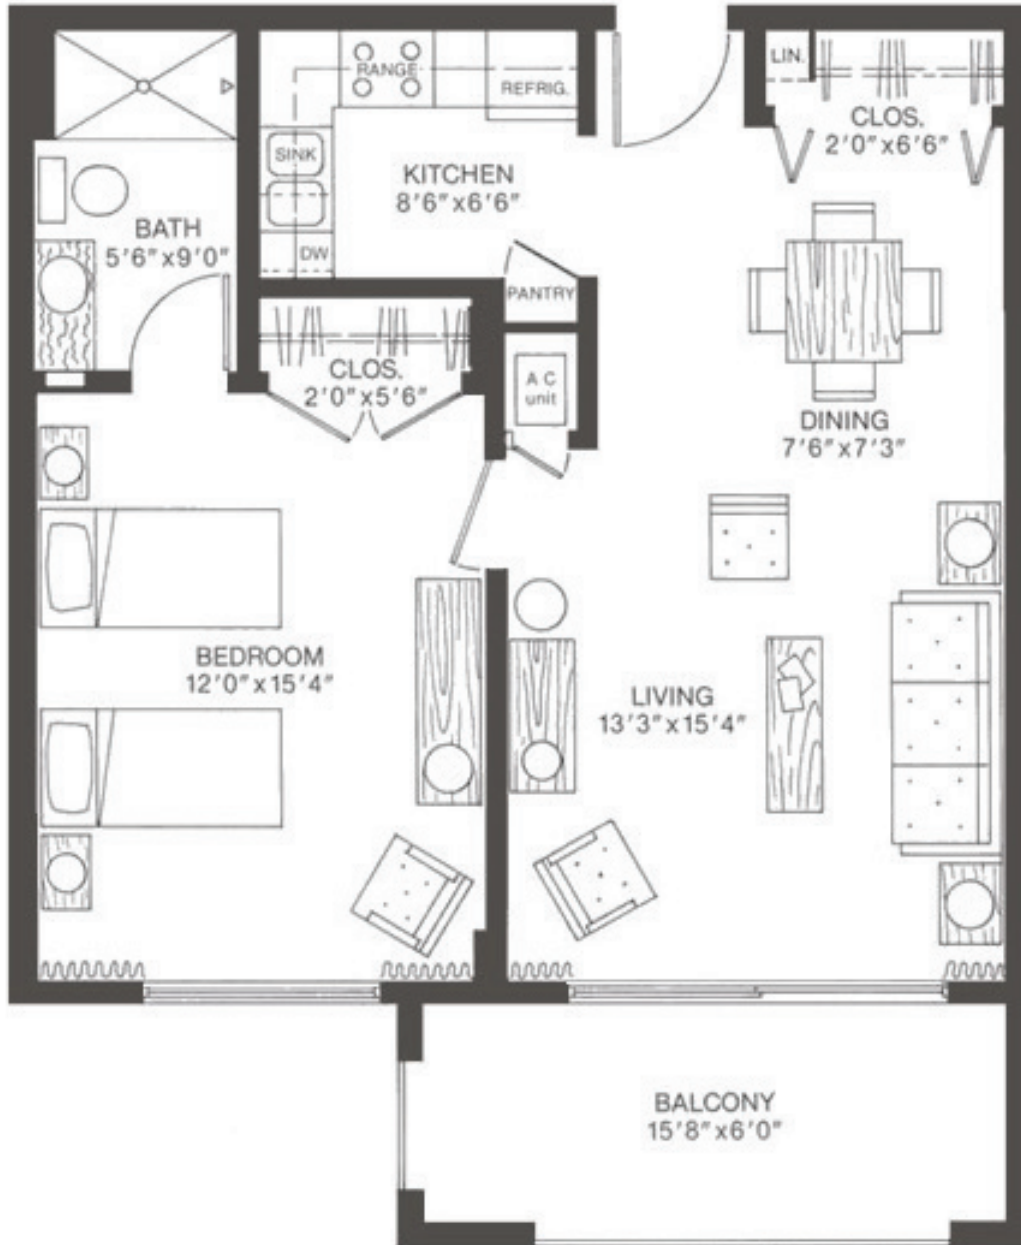 RANGE
REFRIG.
LIN.
CLOS.
2'0"x6'6"
SINK
KITCHEN
8'6"x6'6"
DW
BATH
5'6"x9'0"
PANTRY
CLOS.
2'0"x5'6"
A C
unit
DINING
7'6"x7'3"
BEDROOM
12'0"x15'4"
LIVING
13'3"x15'4"
BALCONY
15'8"x6'0"